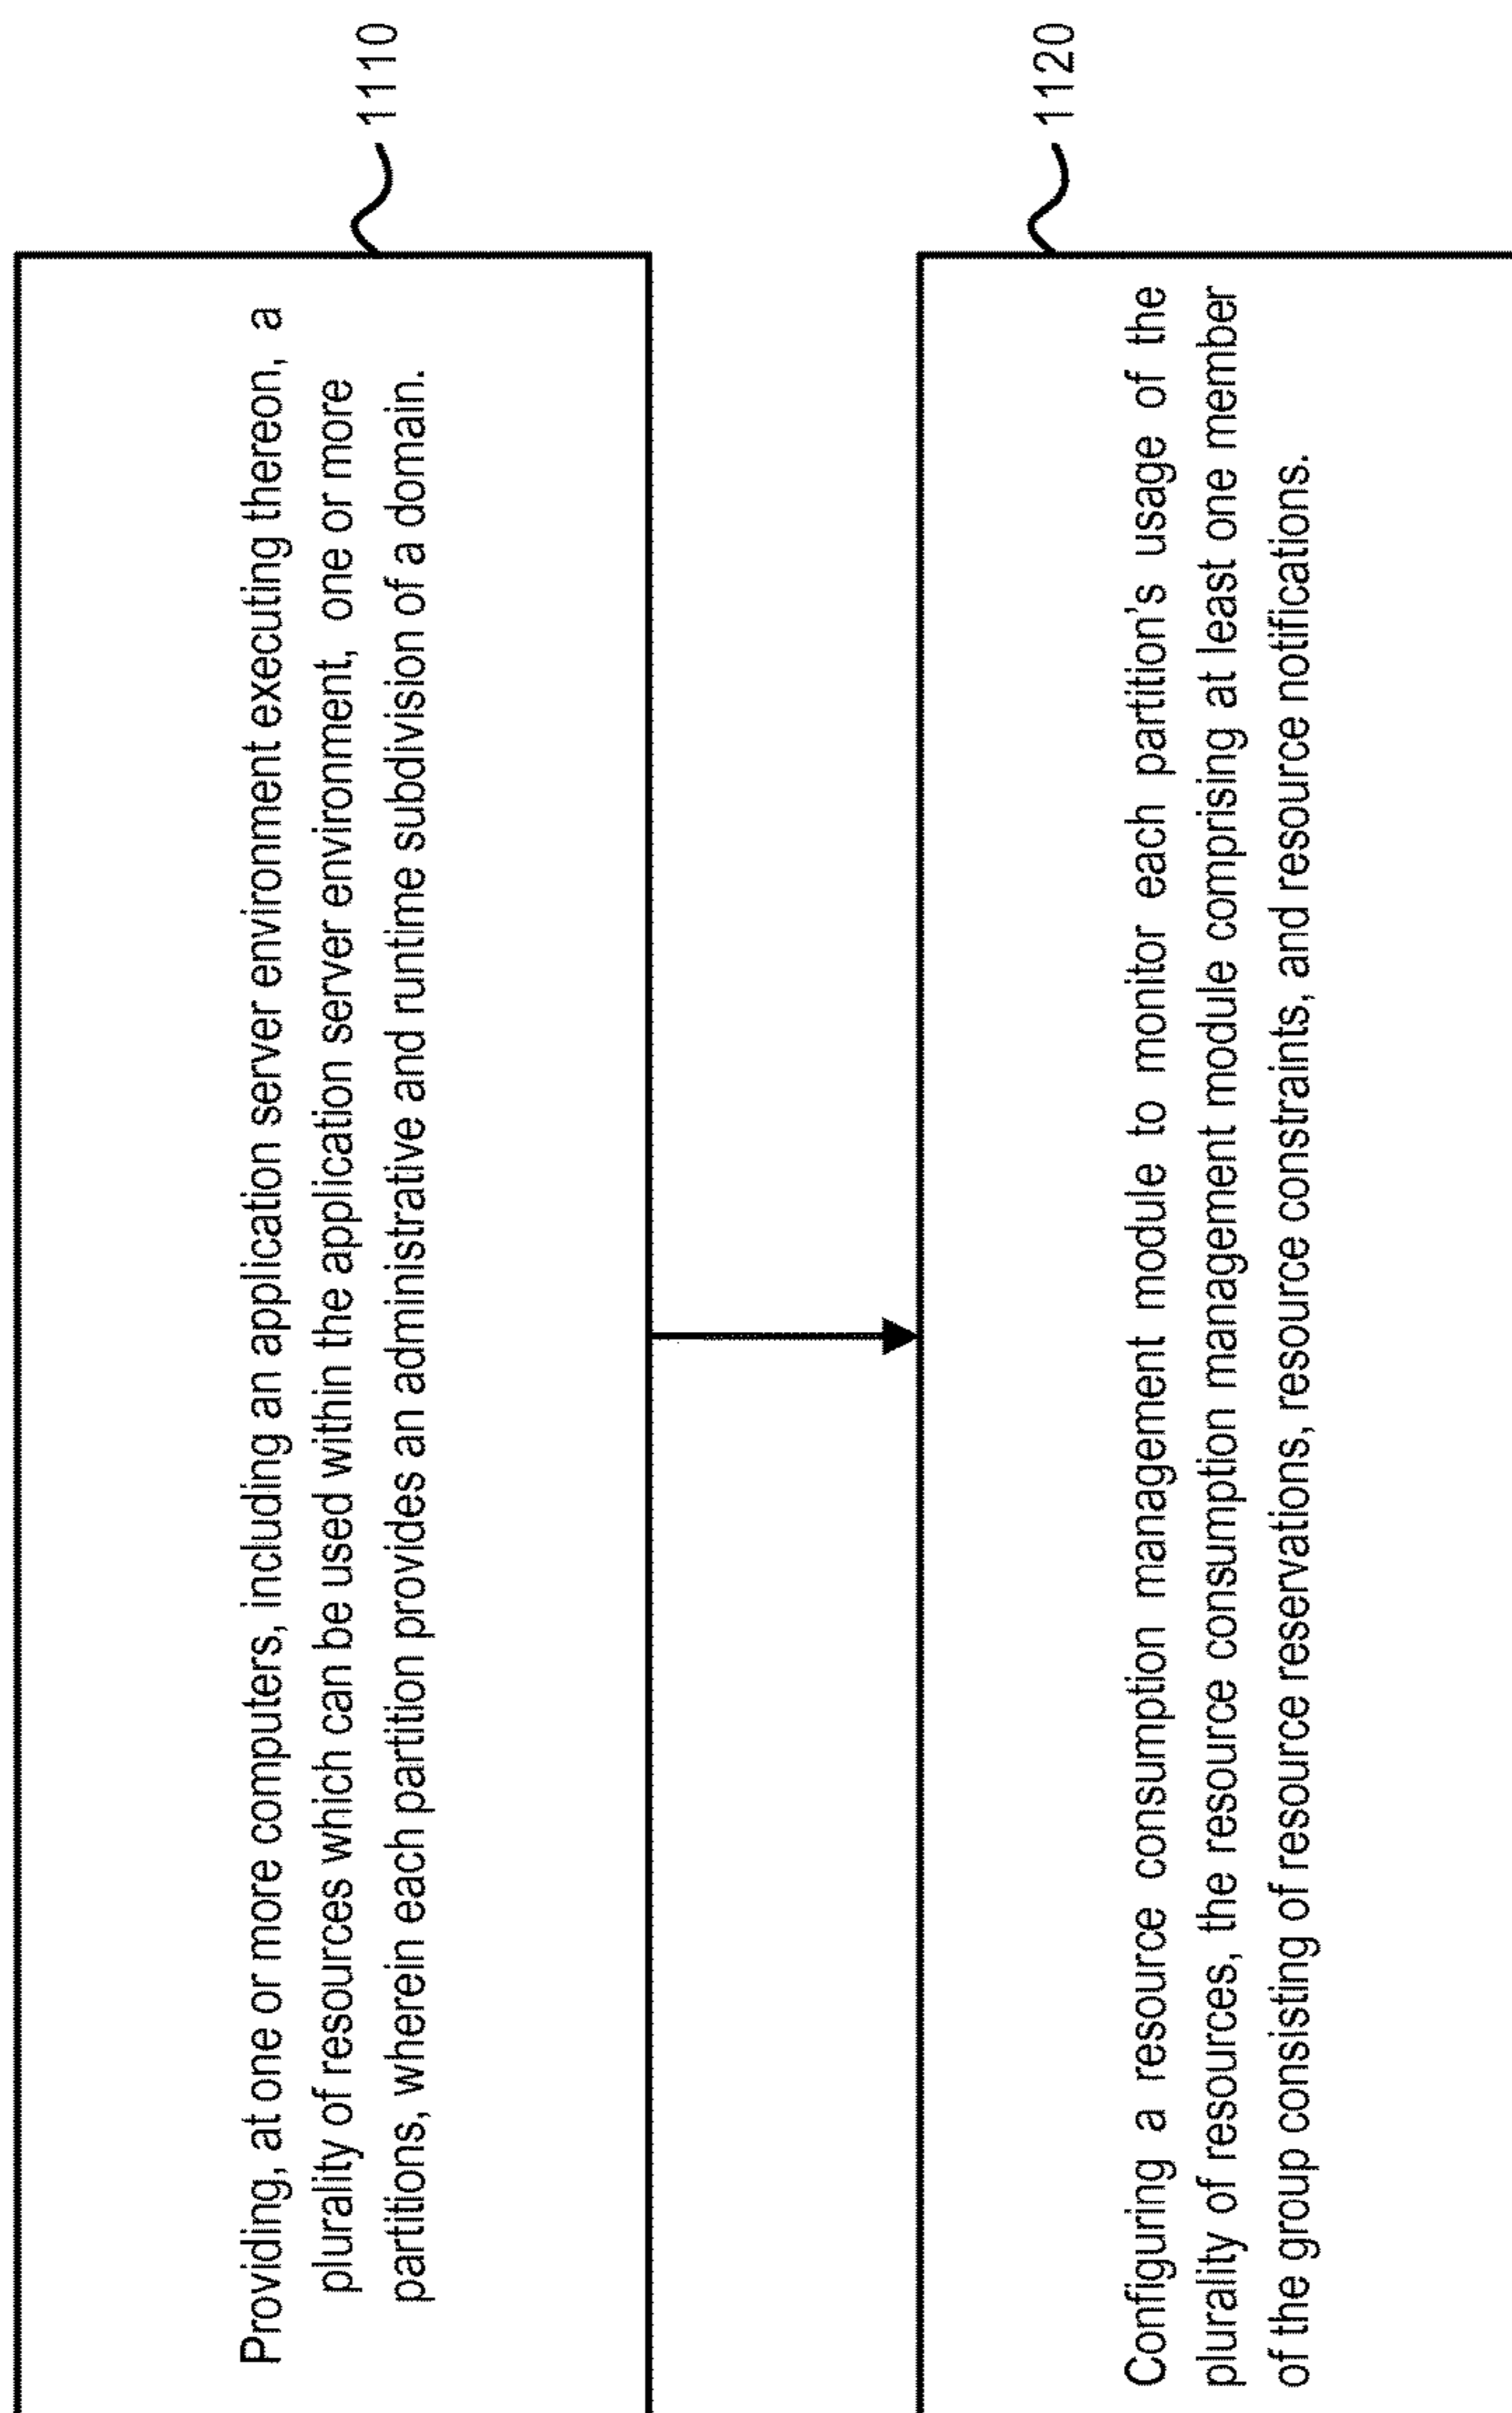 Providing, at one or more computers, including an application server environment executing thereon, a
plurality of resources which can be used within the application server environment, one or more
partitions, wherein each partition provides an administrative and runtime subdivision of a domain.
1110
Configuring a resource consumption management module to monitor each partition's usage of the
plurality of resources, the resource consumption management module comprising at least one member
of the group consisting of resource reservations, resource constraints, and resource notifications.
1120